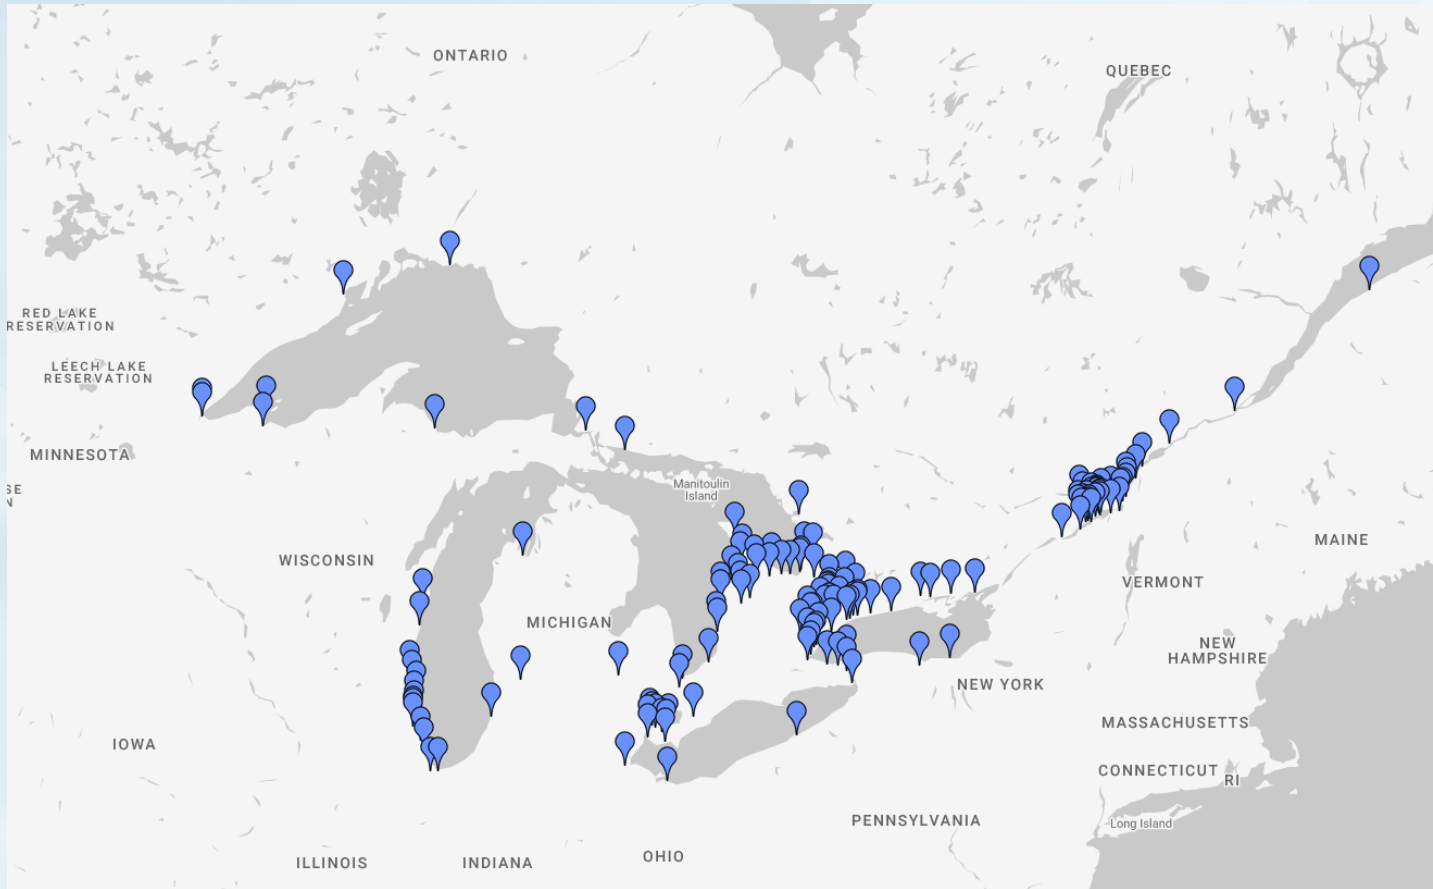 ONTARIO
QUEBEC
RED LAKE
RESERVATION
LEECH LAKE
RESERVATION
MINNESOTA
SE
N
Manitoulin
Island
WISCONSIN
MAINE
VERMONT
MICHIGAN
NEW
HAMPSHIRE
NEW YORK
MASSACHUSETTS
IOWA
CONNECTICUT
RI
PENNSYLVANIA
Long Island
ILLINOIS
INDIANA
OHIO